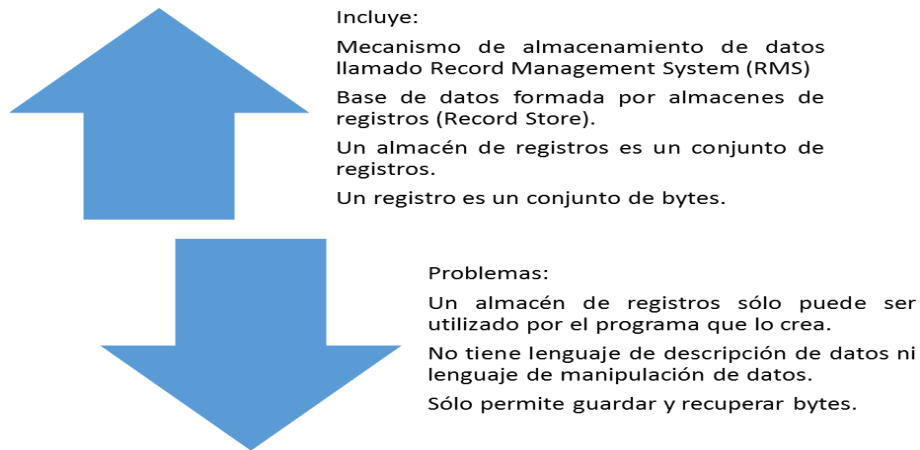 Incluye:
Mecanismo de almacenamiento de datos
llamado Record Management System (RMS)
Base de datos formada por almacenes de
registros (Record Store).
Un almacén de registros es un conjunto de
registros.
Un registro es un conjunto de bytes.
Problemas:
Un almacén de registros sólo puede ser
utilizado por el programa que lo crea.
No tiene lenguaje de descripción de datos ni
lenguaje de manipulación de datos.
Sólo permite guardar y recuperar bytes.